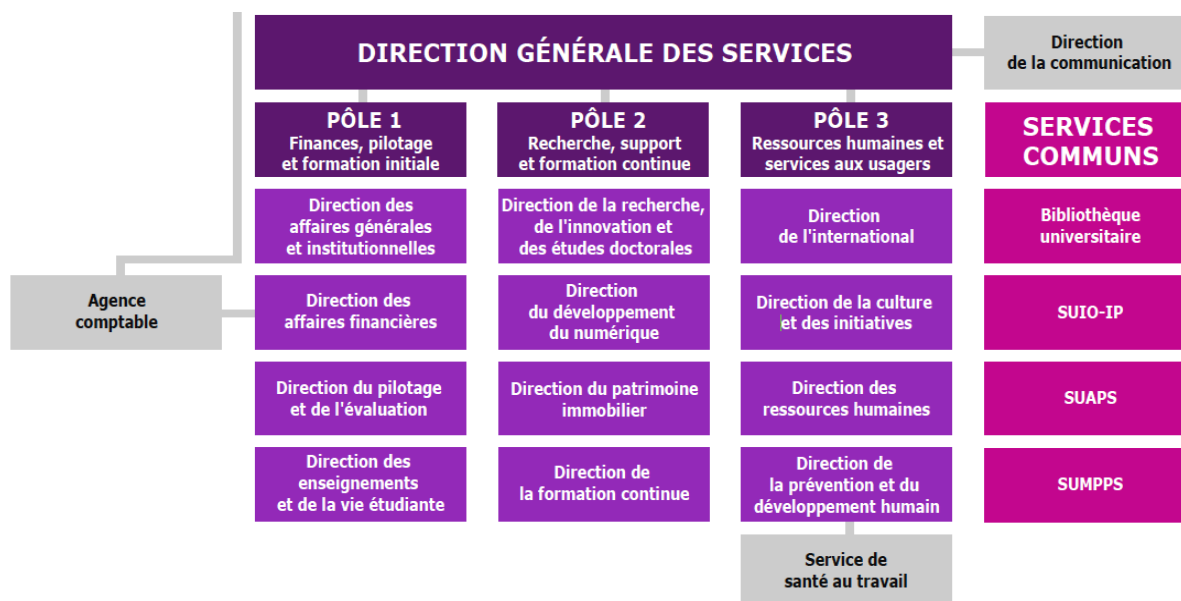 DIRECTION GÉNÉRALE DES SERVICES
Direction
de la communication
PÔLE 1
Finances, pilotage
et formation initiale
PÔLE 2
Recherche, support
et formation continue
PÔLE 3
Ressources humaines et
services aux usagers
SERVICES
COMMUNS
Direction des
affaires générales
et institutionnelles
Direction de la recherche,
de l'innovation et
des études doctorales
Direction
de l'international
Bibliothèque
universitaire
Agence
comptable
Direction des
affaires financières
Direction
du développement
du numérique
Direction de la culture
et des initiatives
SUIO-IP
Direction du pilotage
et de l'évaluation
Direction du patrimoine
immobilier
Direction des
ressources humaines
SUAPS
Direction des
enseignements
et de la vie étudiante
Direction de
la formation continue
Direction de
la prévention et du
développement humain
SUMPPS
Service de
santé au travail